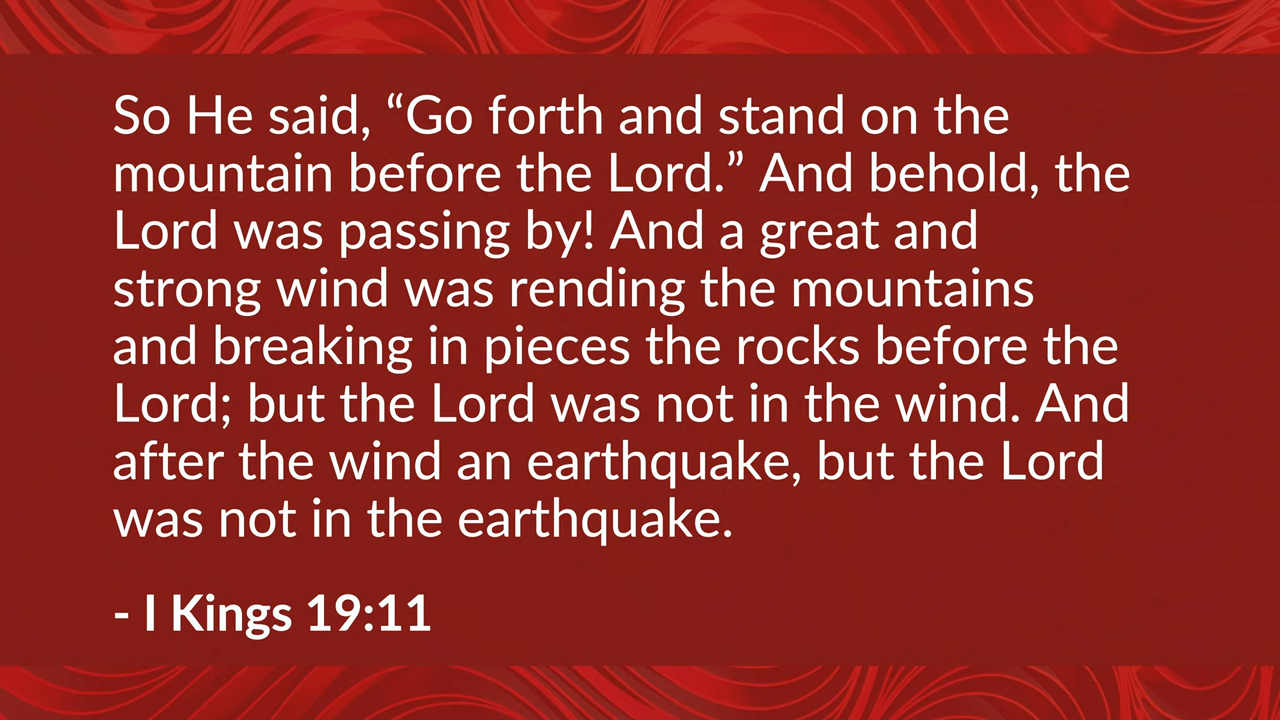 So He said, “Go forth and stand on the
mountain before the Lord.” And behold, the
Lord was passing by! And a great and
strong wind was rending the mountains
and breaking in pieces the rocks before the
Lord; but the Lord was not in the wind. And
after the wind an earthquake, but the Lord
was not in the earthquake.
- I Kings 19:11